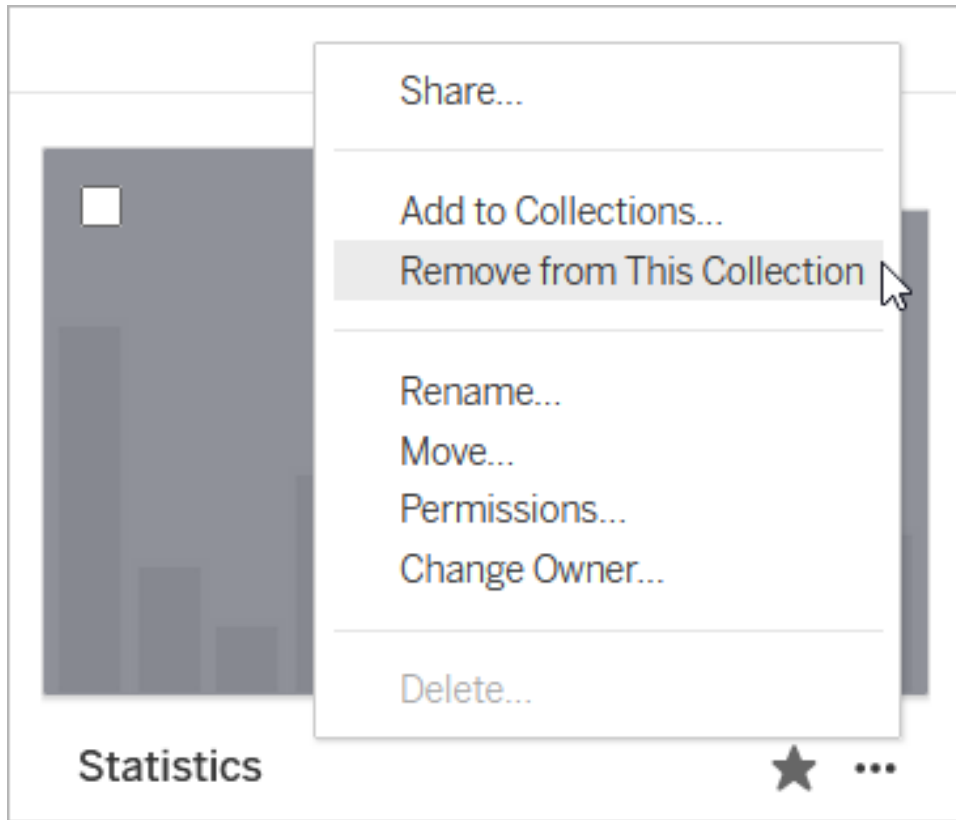 Share...
Add to Collections...
Remove from This Collection
Rename...
Move...
Permissions...
Change Owner...
Delete...
Statistics